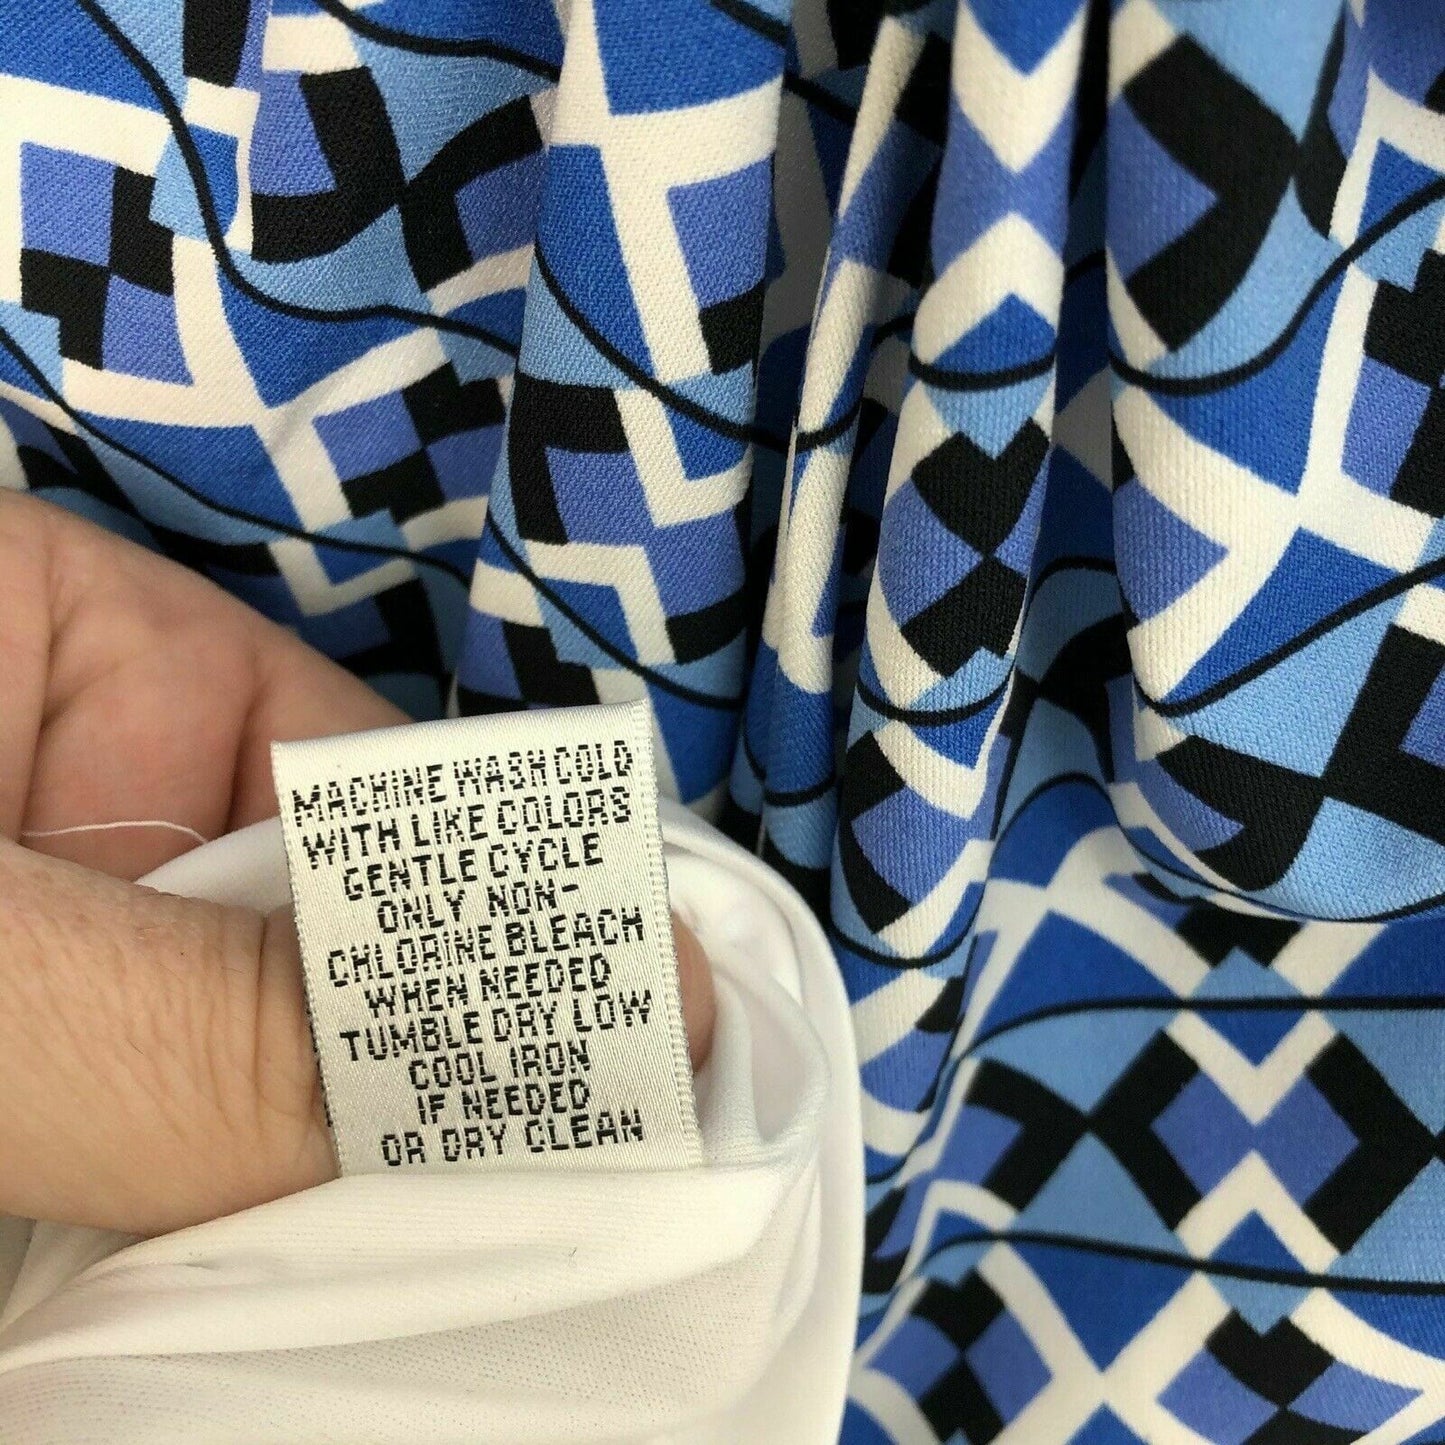 MACHINE WASH COLD
WITH LIKE COLORS
GENTLE CYCLE
ONLY NON-
CHLORINE BLEACH
WHEN NEEDED
TUMBLE DRY LOW
COOL IRON
IF NEEDED
OR DRY CLEAN